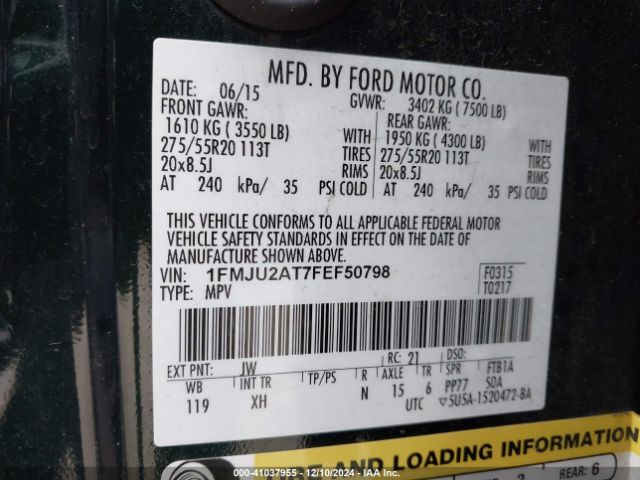 MFD. BY FORD MOTOR CO.
DATE: 06/15 GVWR: 3402 KG ( 7500 LB)
FRONT GAWR: REAR GAWR:
1610 KG ( 3550 LB) WITH 1950 KG ( 4300 LB) WITH
275/55R20 113T TIRES 275/55R20 113T TIRES
20x8.5J RIMS 20x8.5J RIMS
AT 240 kPa/ 35 PSI COLD AT 240 kPa/ 35 PSI COLD
THIS VEHICLE CONFORMS TO ALL APPLICABLE FEDERAL MOTOR
VEHICLE SAFETY STANDARDS IN EFFECT ON THE DATE OF
MANUFACTURE SHOWN ABOVE.
VIN: 1FMJU2AT7FEF50798 F0315
TYPE: MPV T0217
EXT PNT: JW RC: 21 DSO:
WB INT TR TP/PS R AXLE TR SPR FTB1A
119 XH N 15 6 PP77 SOA
UTC ▽5U5A-1520472-BA
AND LOADING INFORMATION
REAR: 6
© IAA - 41037955 - 12/10/2024 - IAAI.COM